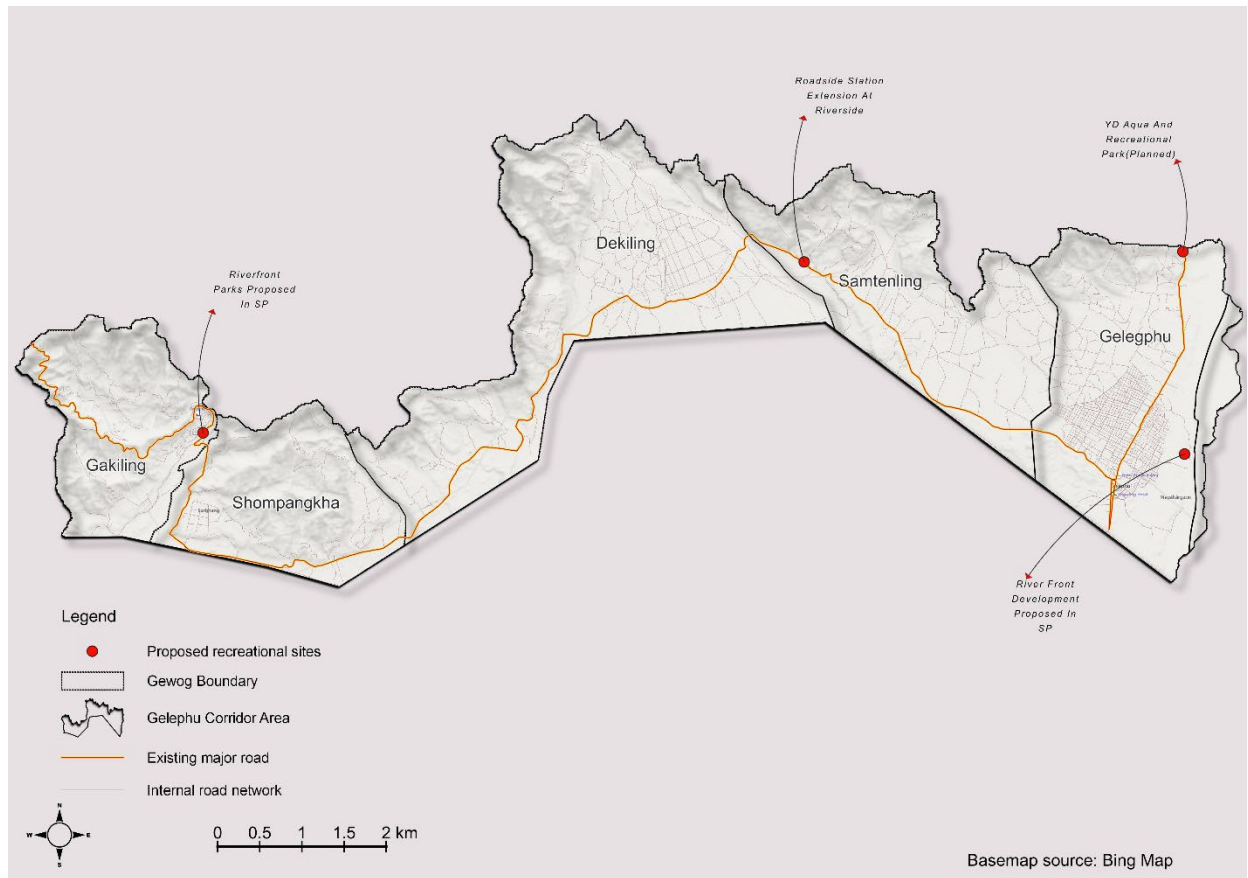 Roadside Station
Extension At
Riverside
YD Aqua And
Recreational
Park(Planned)
Riverfront
Parks Proposed
In SP
Dekiling
Samtenling
Gelegphu
Gakiling
Shompangkha
River Front
Development
Proposed In
SP
Legend
Proposed recreational sites
Gewog Boundary
Gelephu Corridor Area
Existing major road
Internal road network
N
W
E
S
0 0.5 1 1.5 2 km
Basemap source: Bing Map